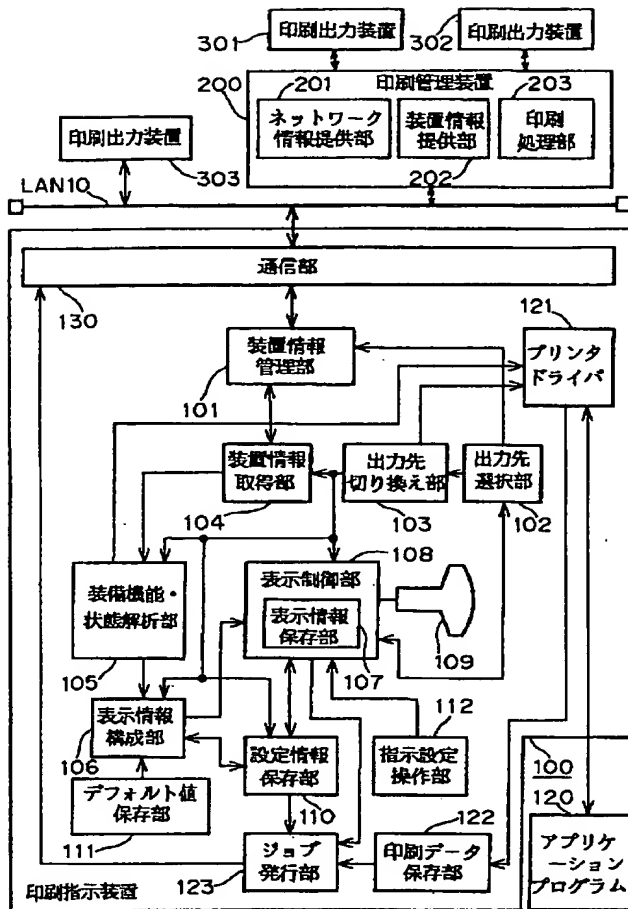 301
印刷出力装置
302
印刷出力装置
200
201
印刷管理装置
203
ネットワーク
情報提供部
装置情報
提供部
印刷
処理部
202
印刷出力装置
303
LAN10
通信部
130
121
プリンタ
ドライバ
装置情報
管理部
101
装置情報
取得部
104
出力先
切り換え部
103
出力先
選択部
102
108
表示制御部
表示情報
保存部
107
109
装備機能・
状態解析部
105
表示情報
構成部
106
112
設定情報
保存部
110
指示設定
操作部
デフォルト値
保存部
111
100
120
アプリケ
ーション
プログラム
122
印刷データ
保存部
ジョブ
発行部
123
印刷指示装置